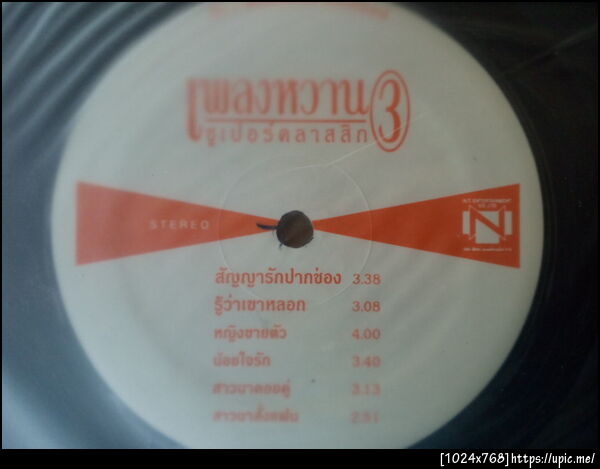 เพลงหวาน 3
ซูเปอร์คลาสสิก
STEREO
N.T. ENTERTAINMENT
CO.,LTD
N
สัญญารักปากช่อง 3.38
รู้ว่าเขาหลอก 3.08
หญิงขายตัว 4.00
น้อยใจรัก 3.40
สาวนาคอยคู่ 3.13
สาวนาสั่งแฟน 2.51
[1024x768]https://upic.me/